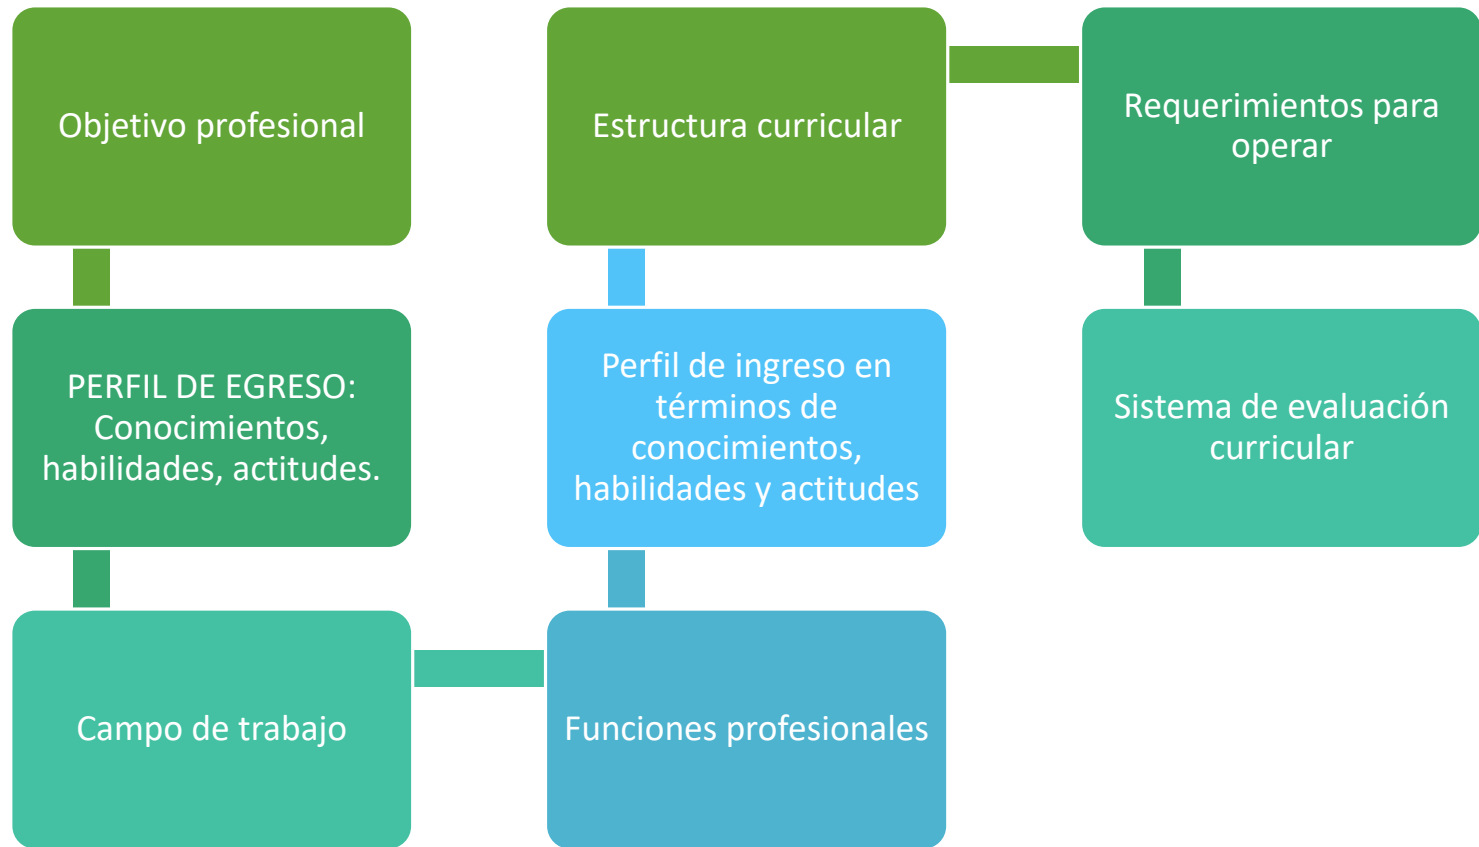 Objetivo profesional
PERFIL DE EGRESO:
Conocimientos,
habilidades, actitudes.
Campo de trabajo
Funciones profesionales
Perfil de ingreso en
términos de
conocimientos,
habilidades y actitudes
Estructura curricular
Requerimientos para
operar
Sistema de evaluación
curricular